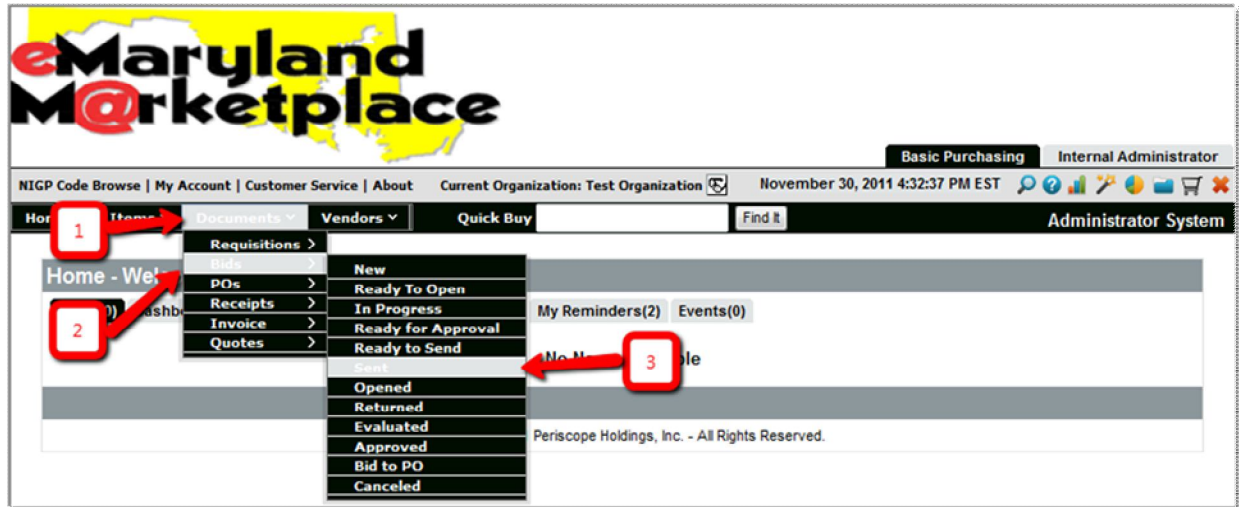 eMaryland
M@rketplace
Basic Purchasing Internal Administrator
NIGP Code Browse | My Account | Customer Service | About Current Organization: Test Organization November 30, 2011 4:32:37 PM EST
Documents Vendors Quick Buy Find It Administrator System
1
Requisitions >
Home - Wel
Bids >
New
POs >
Ready To Open
Receipts >
In Progress
My Reminders(2) Events(0)
2
Invoice >
Ready for Approval
Quotes >
Ready to Send
Sent
3
Opened
Returned
Evaluated
Periscope Holdings, Inc. - All Rights Reserved.
Approved
Bid to PO
Canceled